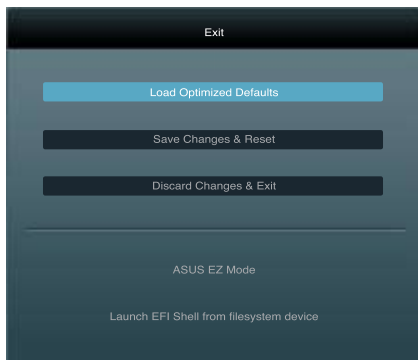 Exit
Load Optimized Defaults
Save Changes & Reset
Discard Changes & Exit
ASUS EZ Mode
Launch EFI Shell from filesystem device